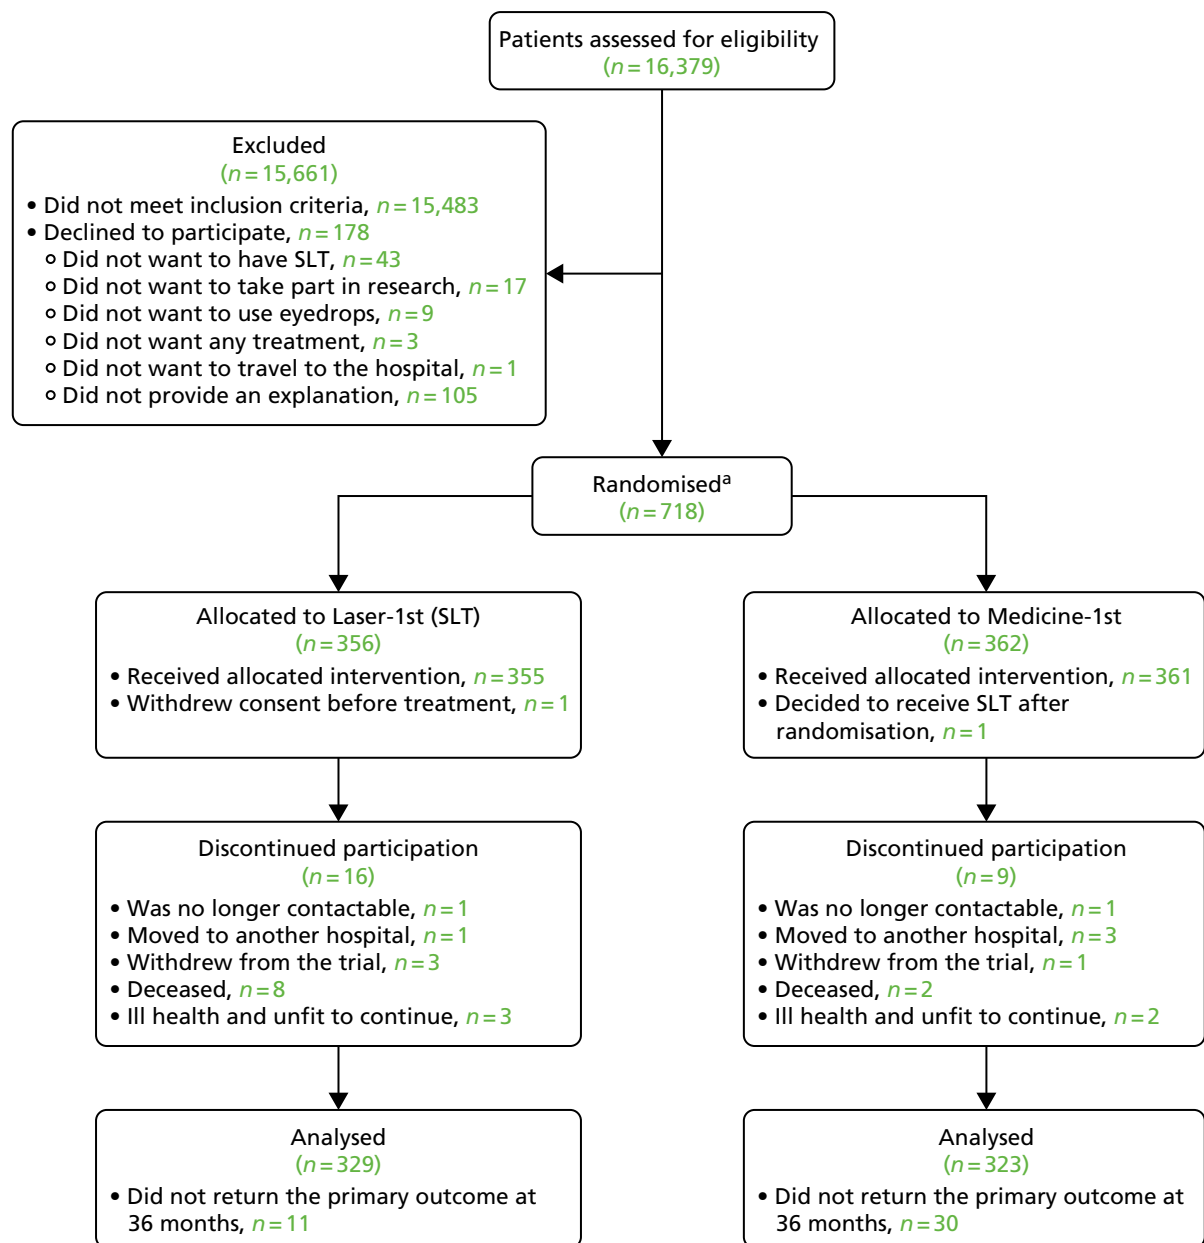 Patients assessed for eligibility
(n=16,379)
Excluded
(n=15,661)
• Did not meet inclusion criteria, n=15,483
• Declined to participate, n=178
o Did not want to have SLT, n=43
o Did not want to take part in research, n=17
o Did not want to use eyedrops, n=9
o Did not want any treatment, n=3
o Did not want to travel to the hospital, n=1
o Did not provide an explanation, n=105
Randomisedᵃ
(n=718)
Allocated to Laser-1st (SLT)
(n=356)
• Received allocated intervention, n=355
• Withdrew consent before treatment, n=1
Allocated to Medicine-1st
(n=362)
• Received allocated intervention, n=361
• Decided to receive SLT after
randomisation, n=1
Discontinued participation
(n=16)
• Was no longer contactable, n=1
• Moved to another hospital, n=1
• Withdrew from the trial, n=3
• Deceased, n=8
• Ill health and unfit to continue, n=3
Discontinued participation
(n=9)
• Was no longer contactable, n=1
• Moved to another hospital, n=3
• Withdrew from the trial, n=1
• Deceased, n=2
• Ill health and unfit to continue, n=2
Analysed
(n=329)
• Did not return the primary outcome at
36 months, n=11
Analysed
(n=323)
• Did not return the primary outcome at
36 months, n=30